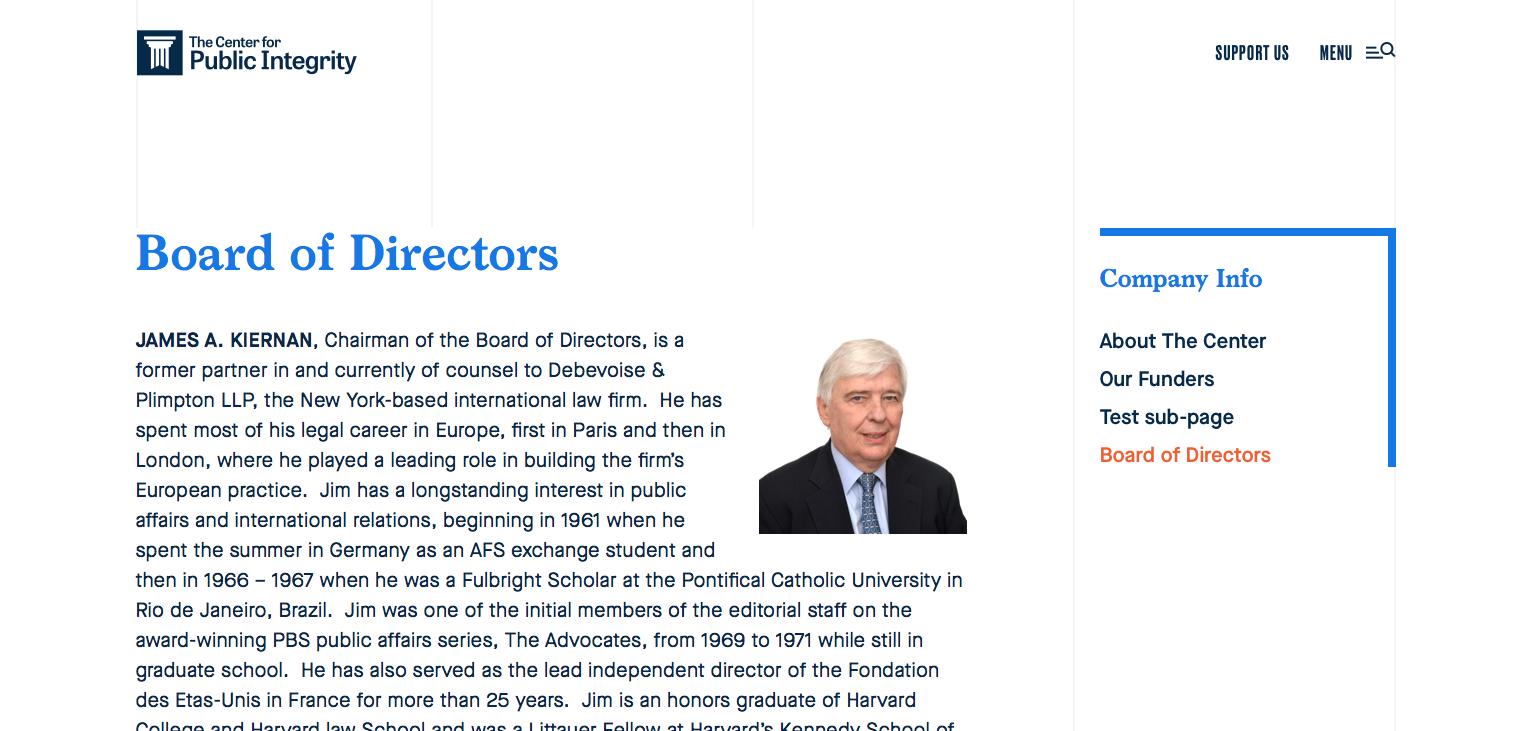 The Center for
Public Integrity
SUPPORT US
MENU
Board of Directors
JAMES A. KIERNAN, Chairman of the Board of Directors, is a
former partner in and currently of counsel to Debevoise &
Plimpton LLP, the New York-based international law firm.  He has
spent most of his legal career in Europe, first in Paris and then in
London, where he played a leading role in building the firm’s
European practice.  Jim has a longstanding interest in public
affairs and international relations, beginning in 1961 when he
spent the summer in Germany as an AFS exchange student and
then in 1966 – 1967 when he was a Fulbright Scholar at the Pontifical Catholic University in
Rio de Janeiro, Brazil.  Jim was one of the initial members of the editorial staff on the
award-winning PBS public affairs series, The Advocates, from 1969 to 1971 while still in
graduate school.  He has also served as the lead independent director of the Fondation
des Etas-Unis in France for more than 25 years.  Jim is an honors graduate of Harvard
College and Harvard law School and was a Littauer Fellow at Harvard’s Kennedy School of
Company Info
About The Center
Our Funders
Test sub-page
Board of Directors